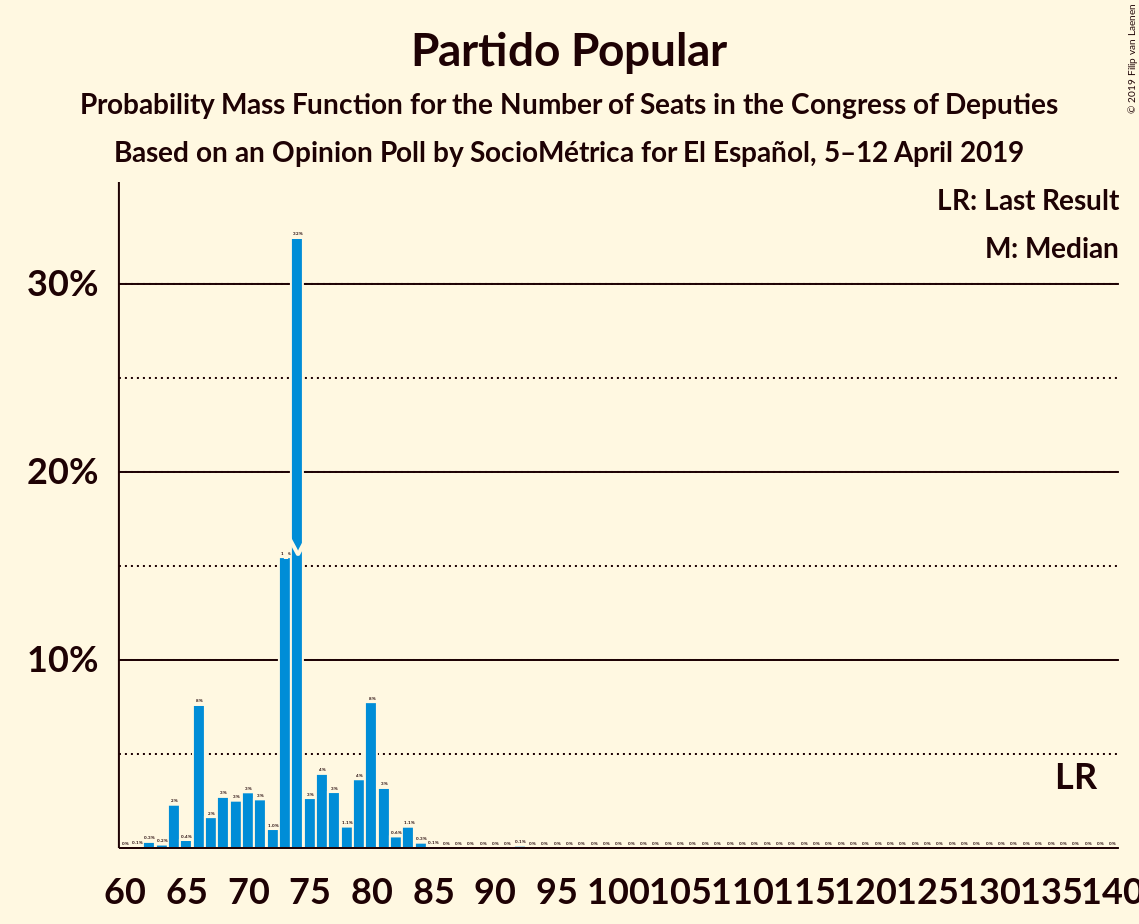 Partido Popular
Probability Mass Function for the Number of Seats in the Congress of Deputies
Based on an Opinion Poll by SocioMétrica for El Español, 5–12 April 2019
© 2019 Filip van Laenen
LR: Last Result
M: Median
30%
20%
10%
M
LR
60 65 70 75 80 85 90 95 100 105 110 115 120 125 130 135 140